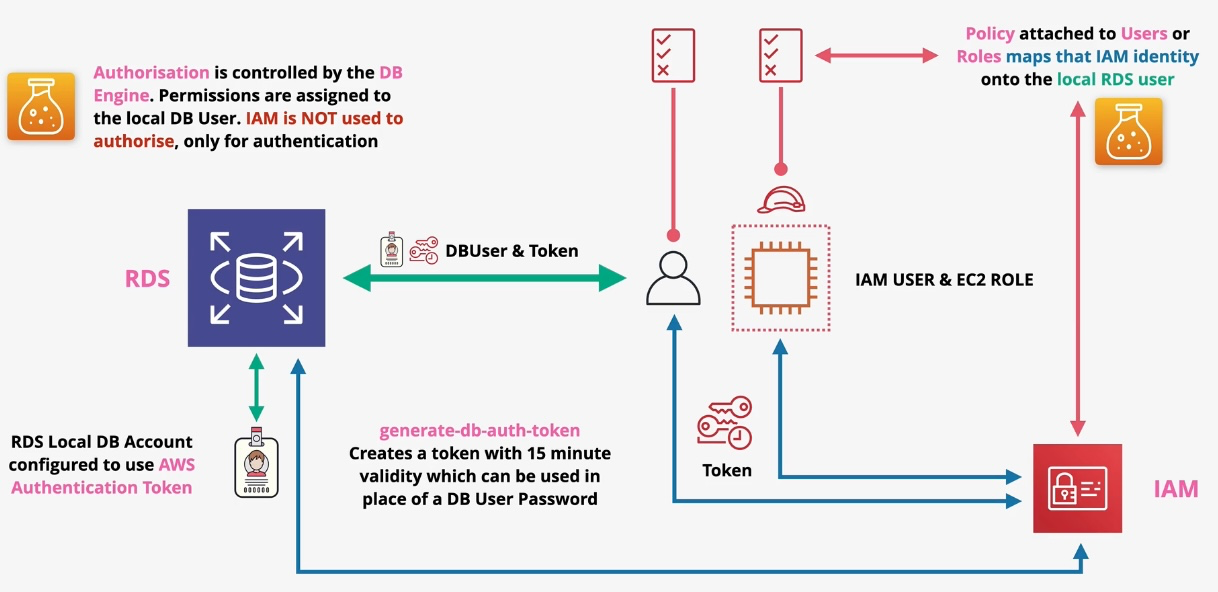 Authorisation is controlled by the DB
Engine. Permissions are assigned to
the local DB User. IAM is NOT used to
authorise, only for authentication
Policy attached to Users or
Roles maps that IAM identity
onto the local RDS user
RDS
DBUser & Token
IAM USER & EC2 ROLE
RDS Local DB Account
configured to use AWS
Authentication Token
generate-db-auth-token
Creates a token with 15 minute
validity which can be used in
place of a DB User Password
Token
IAM